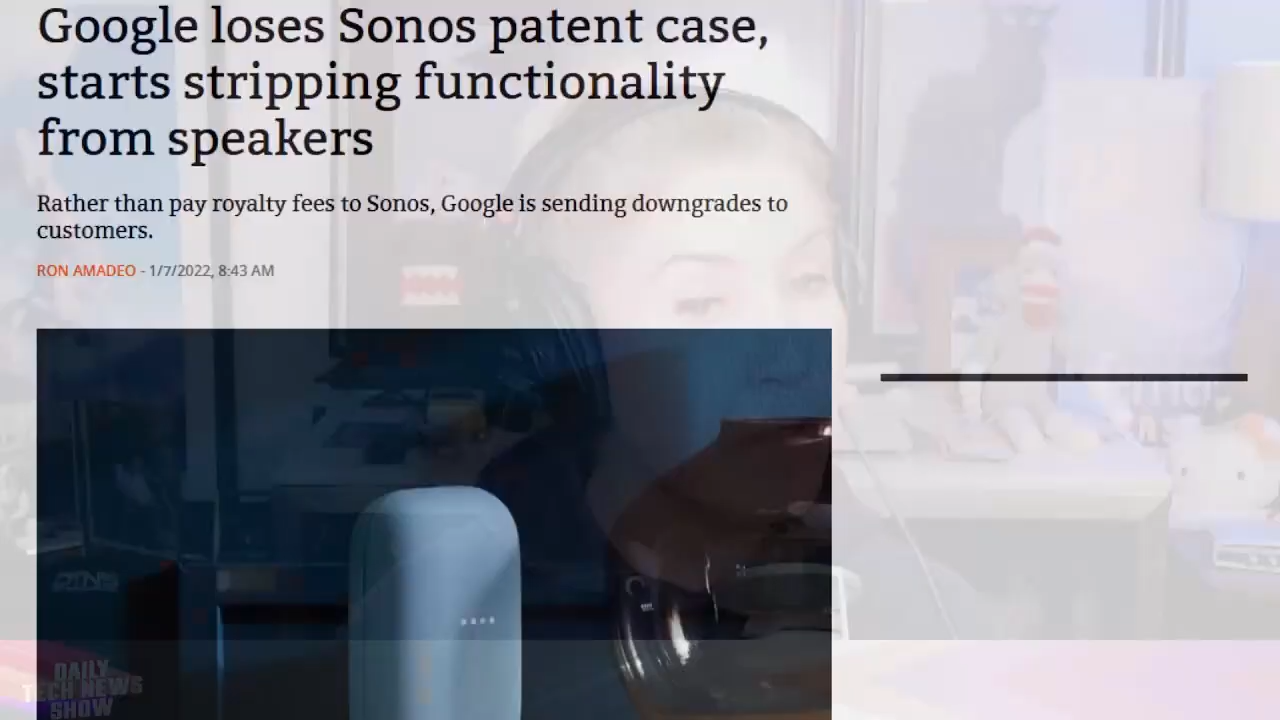 Google loses Sonos patent case,
starts stripping functionality
from speakers
Rather than pay royalty fees to Sonos, Google is sending downgrades to
customers.
RON AMADEO - 1/7/2022, 8:43 AM
DTNS
DAILY
TECH NEWS
SHOW